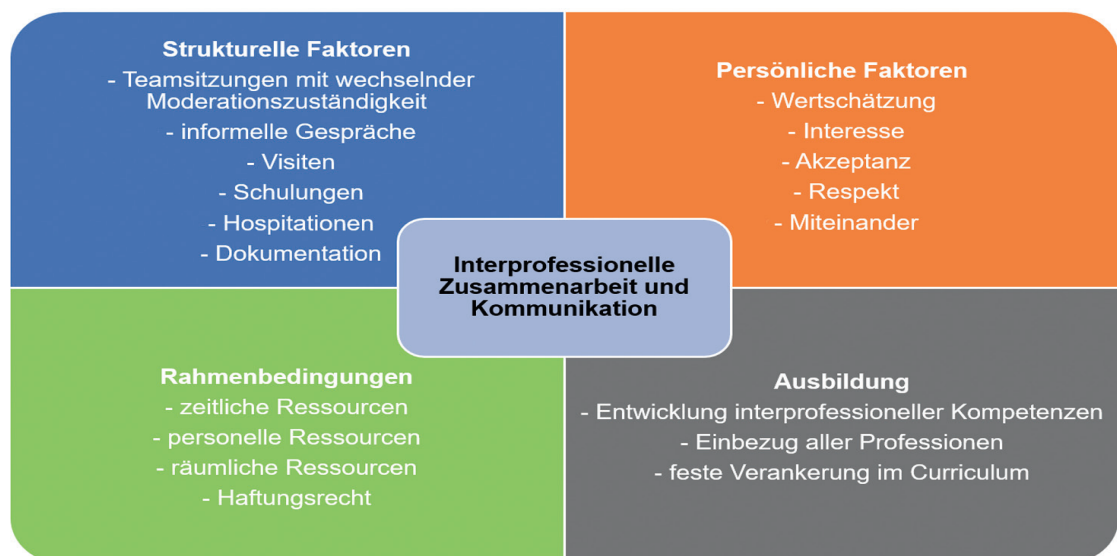 Strukturelle Faktoren
- Teamsitzungen mit wechselnder
Moderationszuständigkeit
- informelle Gespräche
- Visiten
- Schulungen
- Hospitationen
- Dokumentation
Persönliche Faktoren
- Wertschätzung
- Interesse
- Akzeptanz
- Respekt
- Miteinander
Interprofessionelle
Zusammenarbeit und
Kommunikation
Rahmenbedingungen
- zeitliche Ressourcen
- personelle Ressourcen
- räumliche Ressourcen
- Haftungsrecht
Ausbildung
- Entwicklung interprofessioneller Kompetenzen
- Einbezug aller Professionen
- feste Verankerung im Curriculum